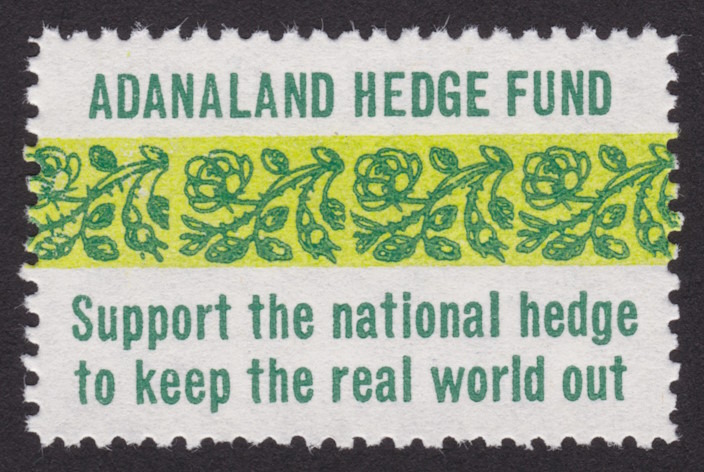 ADANALAND HEDGE FUND
Support the national hedge
to keep the real world out